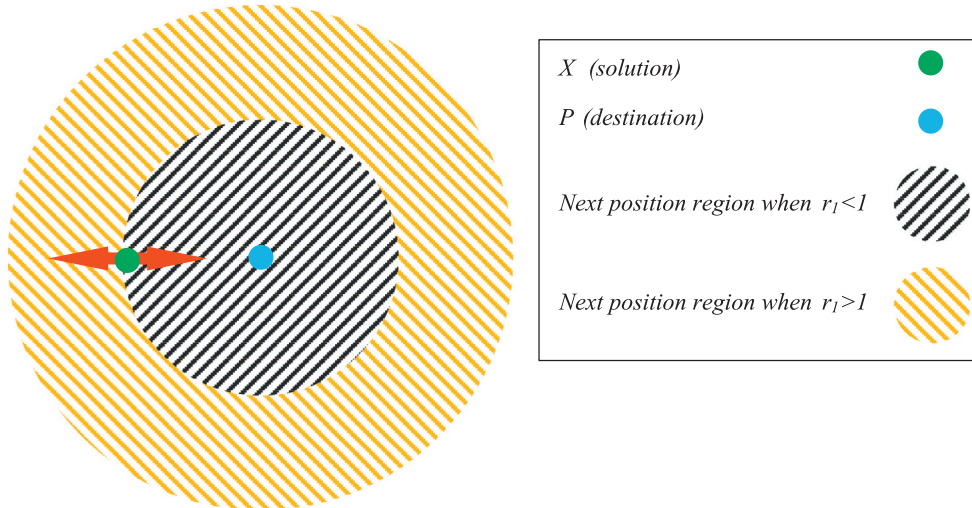 X (solution)
P (destination)
Next position region when r₁<1
Next position region when r₁>1